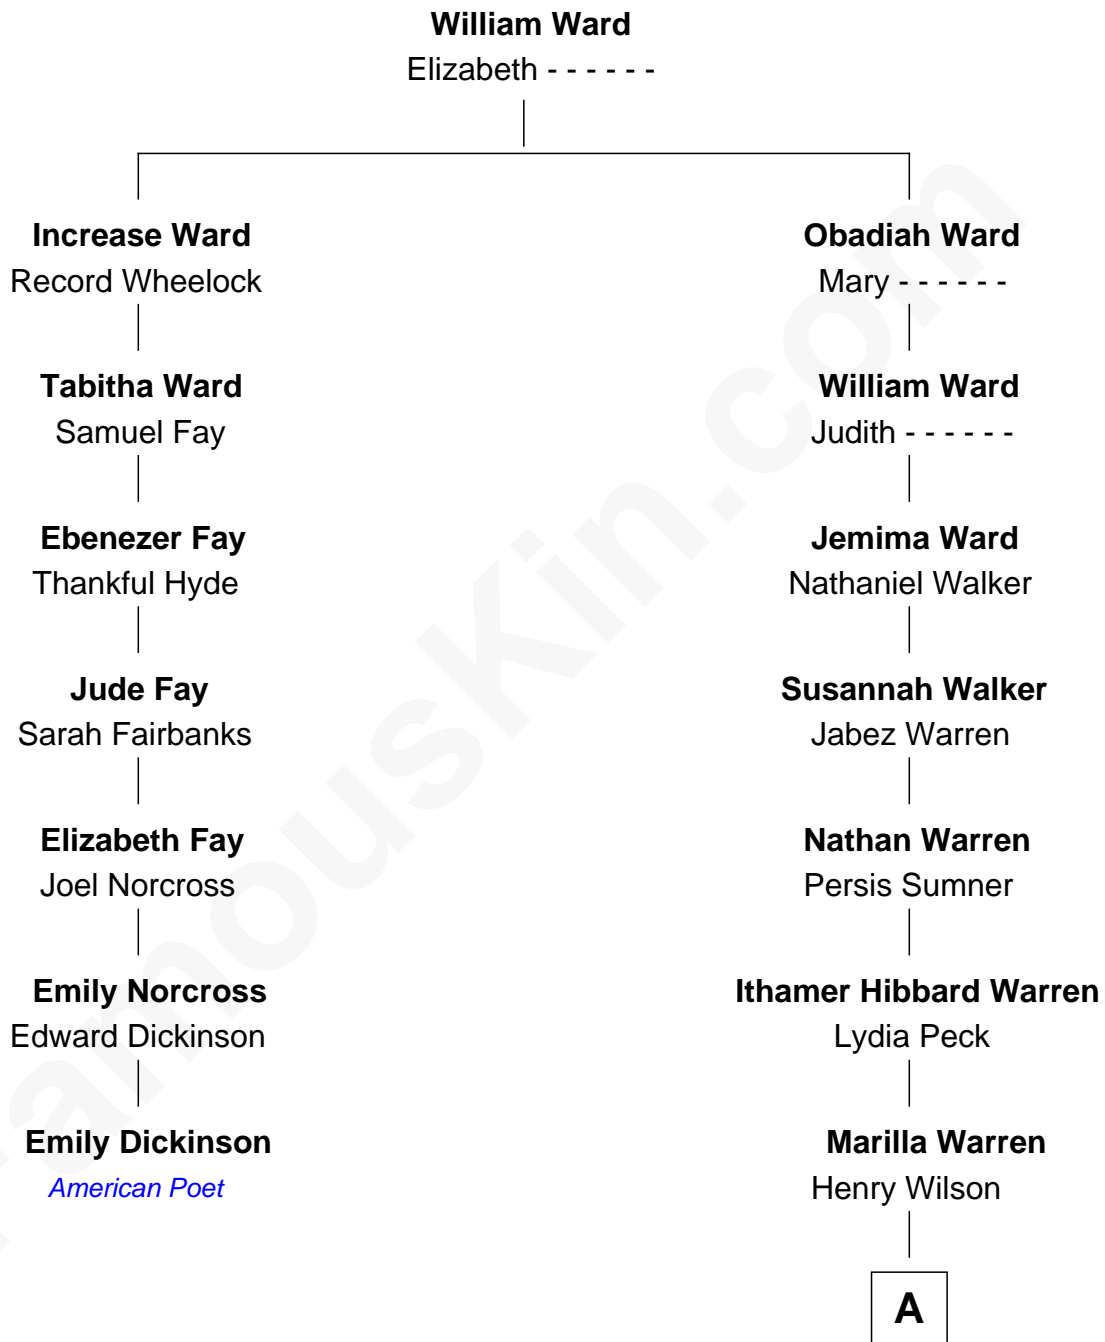 William Ward
Elizabeth - - - - - -
Increase Ward
Record Wheelock
Obadiah Ward
Mary - - - - - -
Tabitha Ward
Samuel Fay
William Ward
Judith - - - - - -
Ebenezer Fay
Thankful Hyde
Jemima Ward
Nathaniel Walker
Jude Fay
Sarah Fairbanks
Susannah Walker
Jabez Warren
Elizabeth Fay
Joel Norcross
Nathan Warren
Persis Sumner
Emily Norcross
Edward Dickinson
Ithamer Hibbard Warren
Lydia Peck
Emily Dickinson
American Poet
Marilla Warren
Henry Wilson
A
FamousKin.com